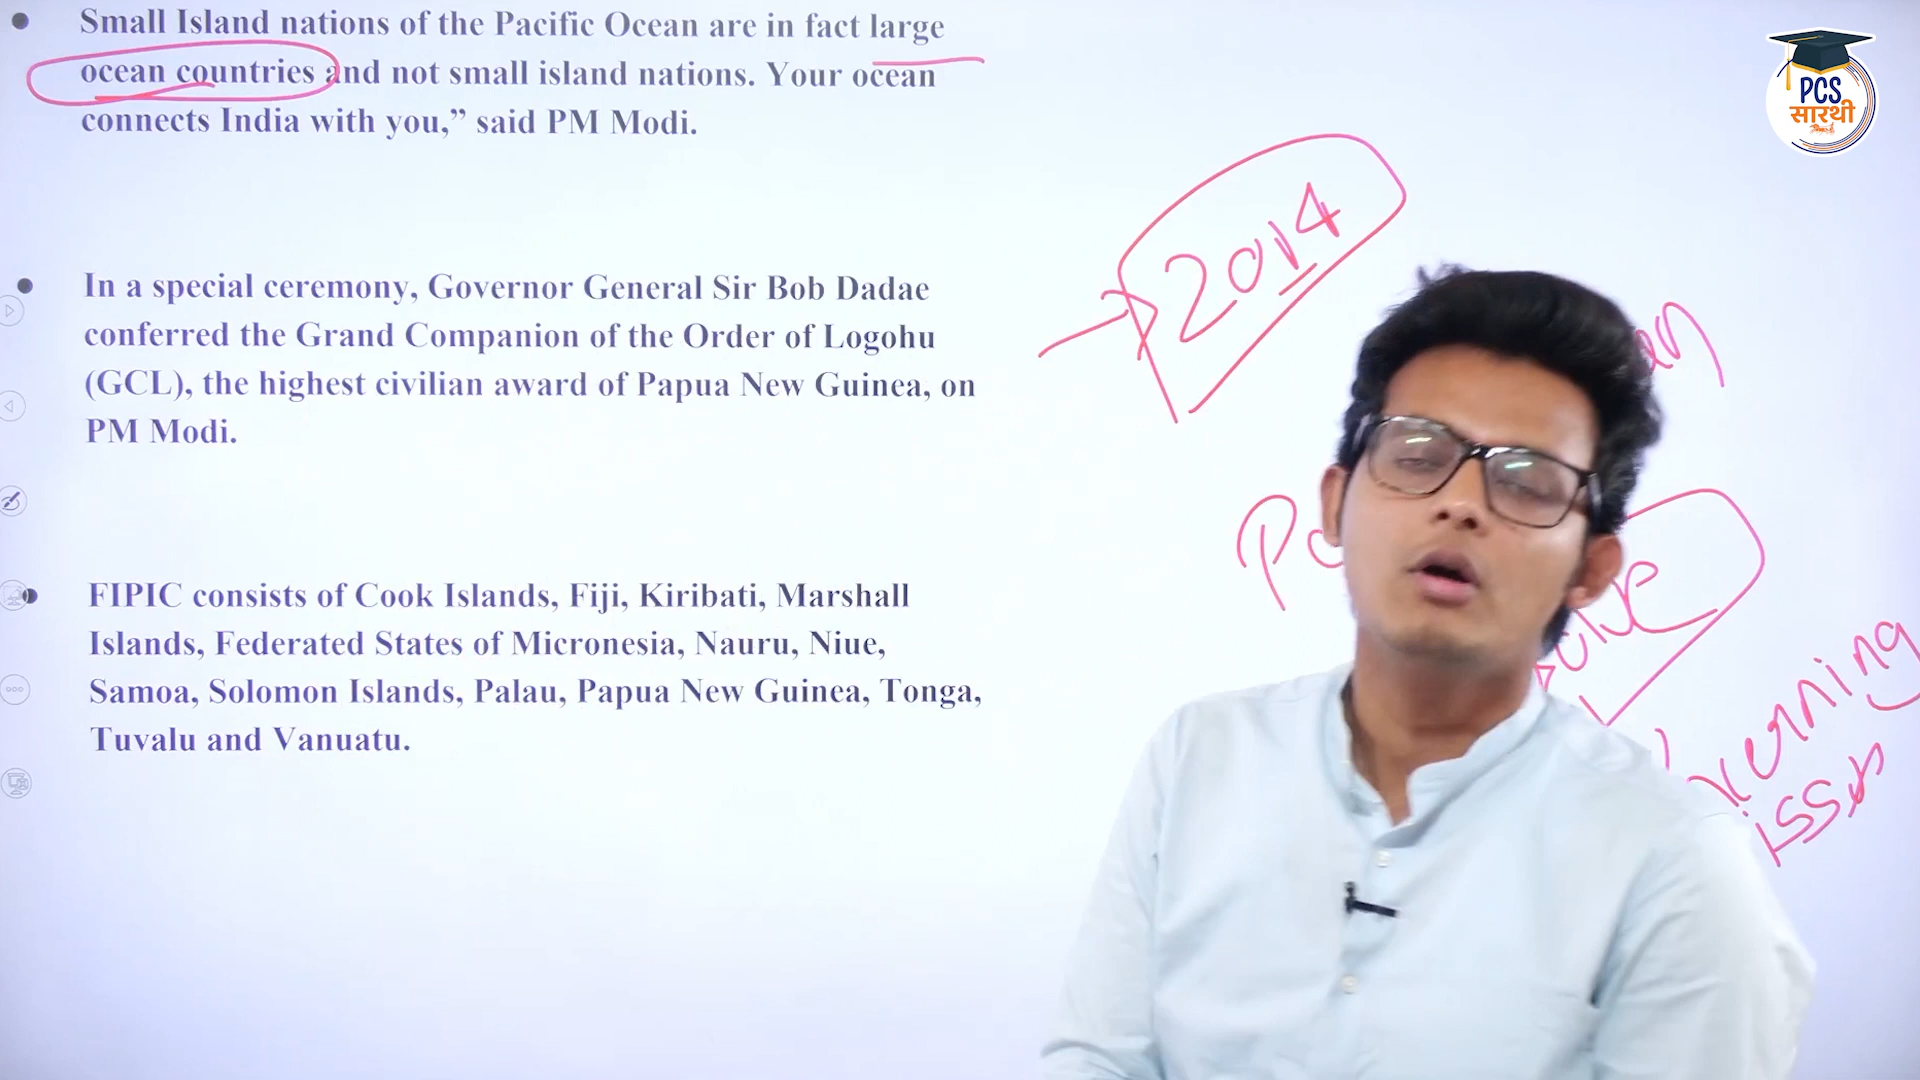 Small Island nations of the Pacific Ocean are in fact large
ocean countries and not small island nations. Your ocean
connects India with you,” said PM Modi.
PCS
सारथी
2014
In a special ceremony, Governor General Sir Bob Dadae
conferred the Grand Companion of the Order of Logohu
(GCL), the highest civilian award of Papua New Guinea, on
PM Modi.
FIPIC consists of Cook Islands, Fiji, Kiribati, Marshall
Islands, Federated States of Micronesia, Nauru, Niue,
Samoa, Solomon Islands, Palau, Papua New Guinea, Tonga,
Tuvalu and Vanuatu.